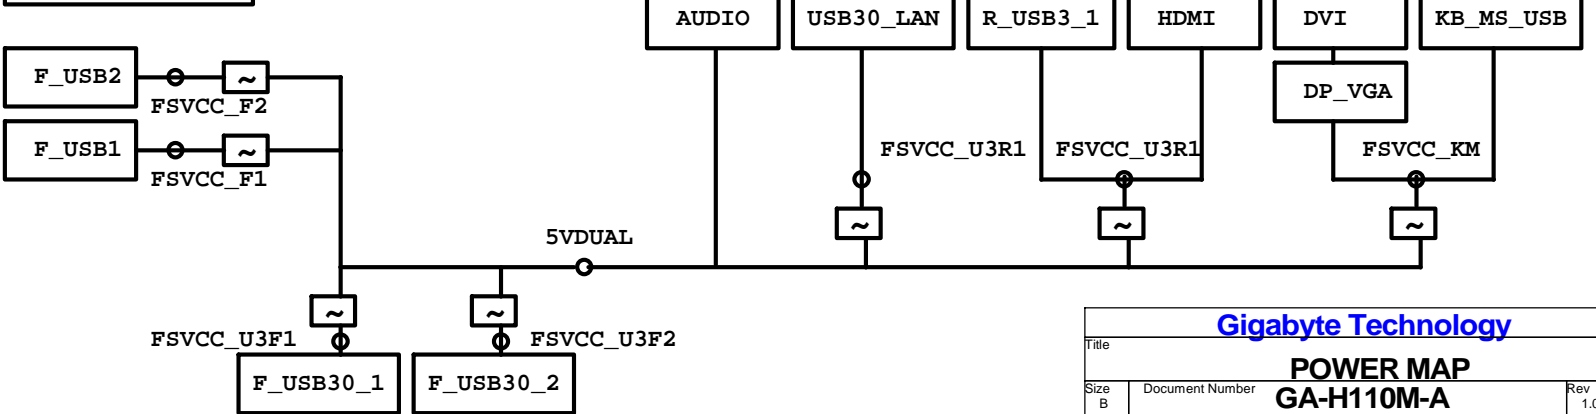 AUDIO
USB30_LAN
R_USB3_1
HDMI
DVI
KB_MS_USB
F_USB2
~
FSVCC_F2
DP_VGA
F_USB1
~
FSVCC_F1
FSVCC_U3R1
FSVCC_U3R1
FSVCC_KM
~
~
~
5VDUAL
~
~
FSVCC_U3F1
FSVCC_U3F2
F_USB30_1
F_USB30_2
Gigabyte Technology
Title
POWER MAP
Size
B
Document Number
GA-H110M-A
Rev